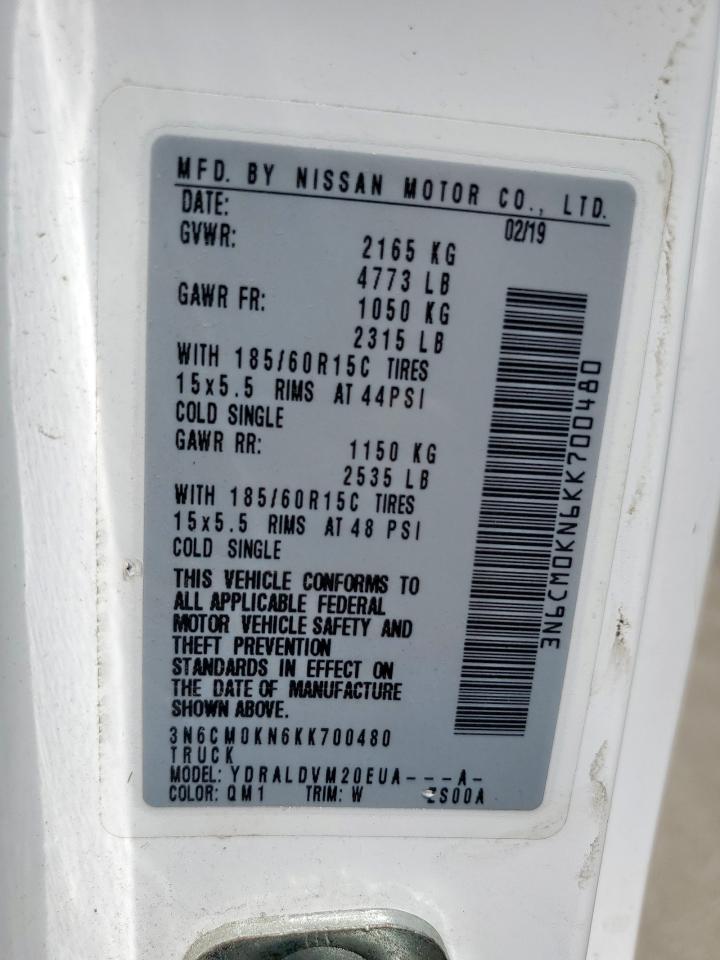 MFD. BY NISSAN MOTOR CO., LTD.
DATE: 02/19
GVWR: 2165 KG
4773 LB
GAWR FR: 1050 KG
2315 LB
WITH 185/60R15C TIRES
15x5.5 RIMS AT 44PSI
COLD SINGLE
GAWR RR: 1150 KG
2535 LB
WITH 185/60R15C TIRES
15x5.5 RIMS AT 48 PSI
COLD SINGLE
THIS VEHICLE CONFORMS TO
ALL APPLICABLE FEDERAL
MOTOR VEHICLE SAFETY AND
THEFT PREVENTION
STANDARDS IN EFFECT ON
THE DATE OF MANUFACTURE
SHOWN ABOVE.
3N6CM0KN6KK700480
TRUCK
MODEL: YDRALDVM20EUA---A-
COLOR: QM1 TRIM: W ZS00A
3N6CM0KN6KK700480